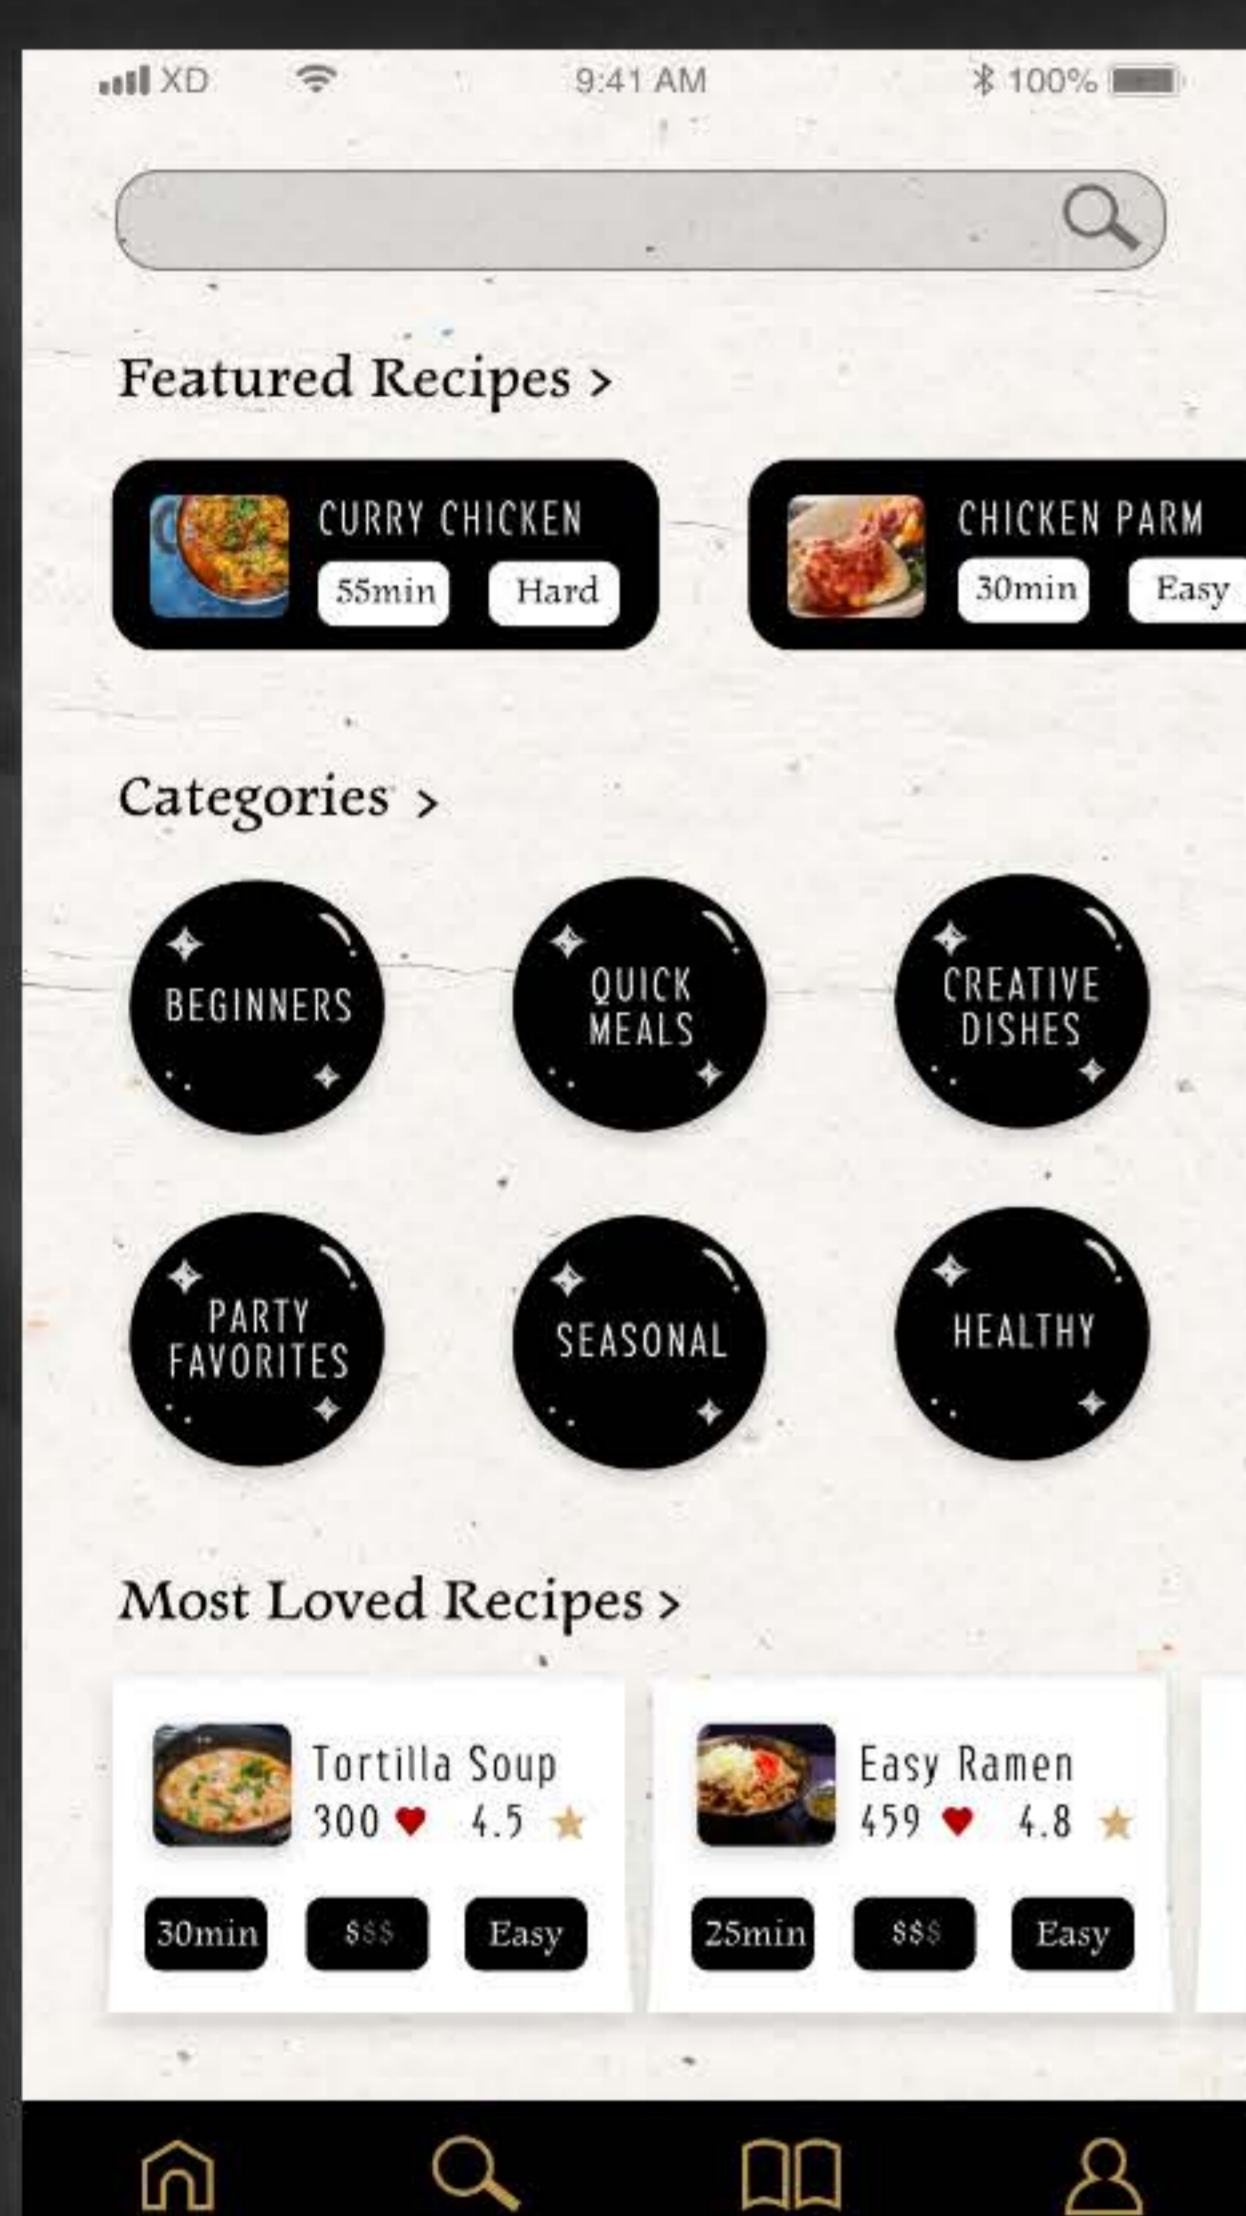 XD 9:41 AM 100%
Featured Recipes >
CURRY CHICKEN
55min Hard
CHICKEN PARM
30min Easy
Categories >
BEGINNERS
QUICK
MEALS
CREATIVE
DISHES
PARTY
FAVORITES
SEASONAL
HEALTHY
Most Loved Recipes >
Tortilla Soup
300 4.5
30min $$$ Easy
Easy Ramen
459 4.8
25min $$$ Easy